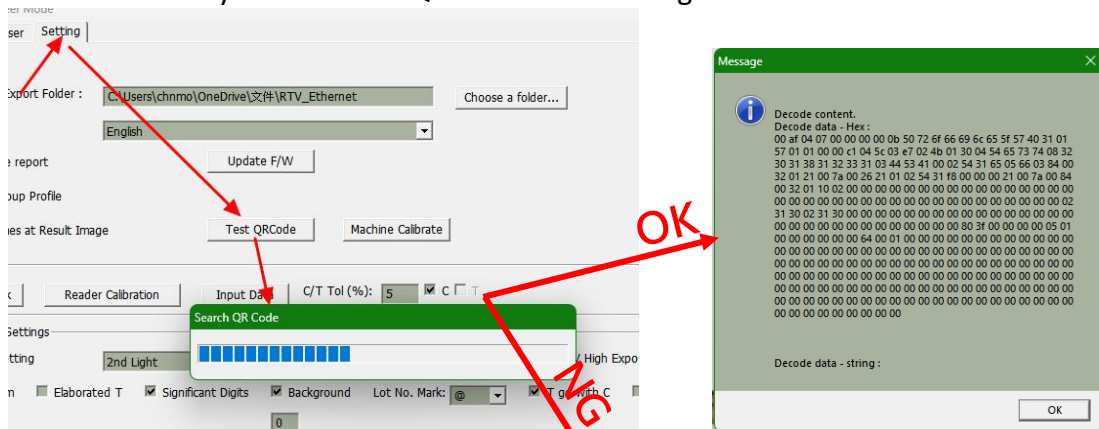 Setting
Export Folder :
C:\Users\chnmo\OneDrive\文件\RTV_Ethernet
Choose a folder...
English
report
Update F/W
Profile
at Result Image
Test QRCode
Machine Calibrate
Reader Calibration
Input Data
C/T Tol (%):
5
C
T
Search QR Code
Settings
2nd Light
High
Elaborated T
Significant Digits
Background
Lot No. Mark:
@
T
with C
0
OK
NG
Message
Decode content.
Decode data - Hex :
00 af 04 07 00 00 00 00 0b 50 72 6f 66 69 6c 65 5f 57 40 31 01
57 01 01 00 00 c1 04 5c 03 e7 02 4b 01 30 04 54 65 73 74 08 32
30 31 38 31 32 33 31 03 44 53 41 00 02 54 31 65 05 66 03 84 00
32 01 21 00 7a 00 26 21 01 02 54 31 f8 00 00 00 21 00 7a 00 84
00 32 01 10 02 00 00 00 00 00 00 00 00 00 00 00 00 00 00 00 00
00 00 00 00 00 00 00 00 00 00 00 00 00 00 00 00 00 00 00 00 02
31 30 02 31 30 00 00 00 00 00 00 00 00 00 00 00 00 00 00 00 00
00 00 00 00 00 00 00 00 00 00 00 00 00 80 3f 00 00 00 00 05 01
00 00 00 00 00 00 64 00 01 00 00 00 00 00 00 00 00 00 00 00 00
00 00 00 00 00 00 00 00 00 00 00 00 00 00 00 00 00 00 00 00 00
00 00 00 00 00 00 00 00 00 00 00 00 00 00 00 00 00 00 00 00 00
00 00 00 00 00 00 00 00 00 00 00 00 00 00 00 00 00 00 00 00 00
00 00 00 00 00 00 00 00 00 00 00 00 00 00 00 00 00 00 00 00 00
00 00 00 00 00 00 00 00 00 00 00 00 00 00 00 00 00 00 00 00 00
00 00 00 00 00 00 00 00 00
Decode data - string :
OK